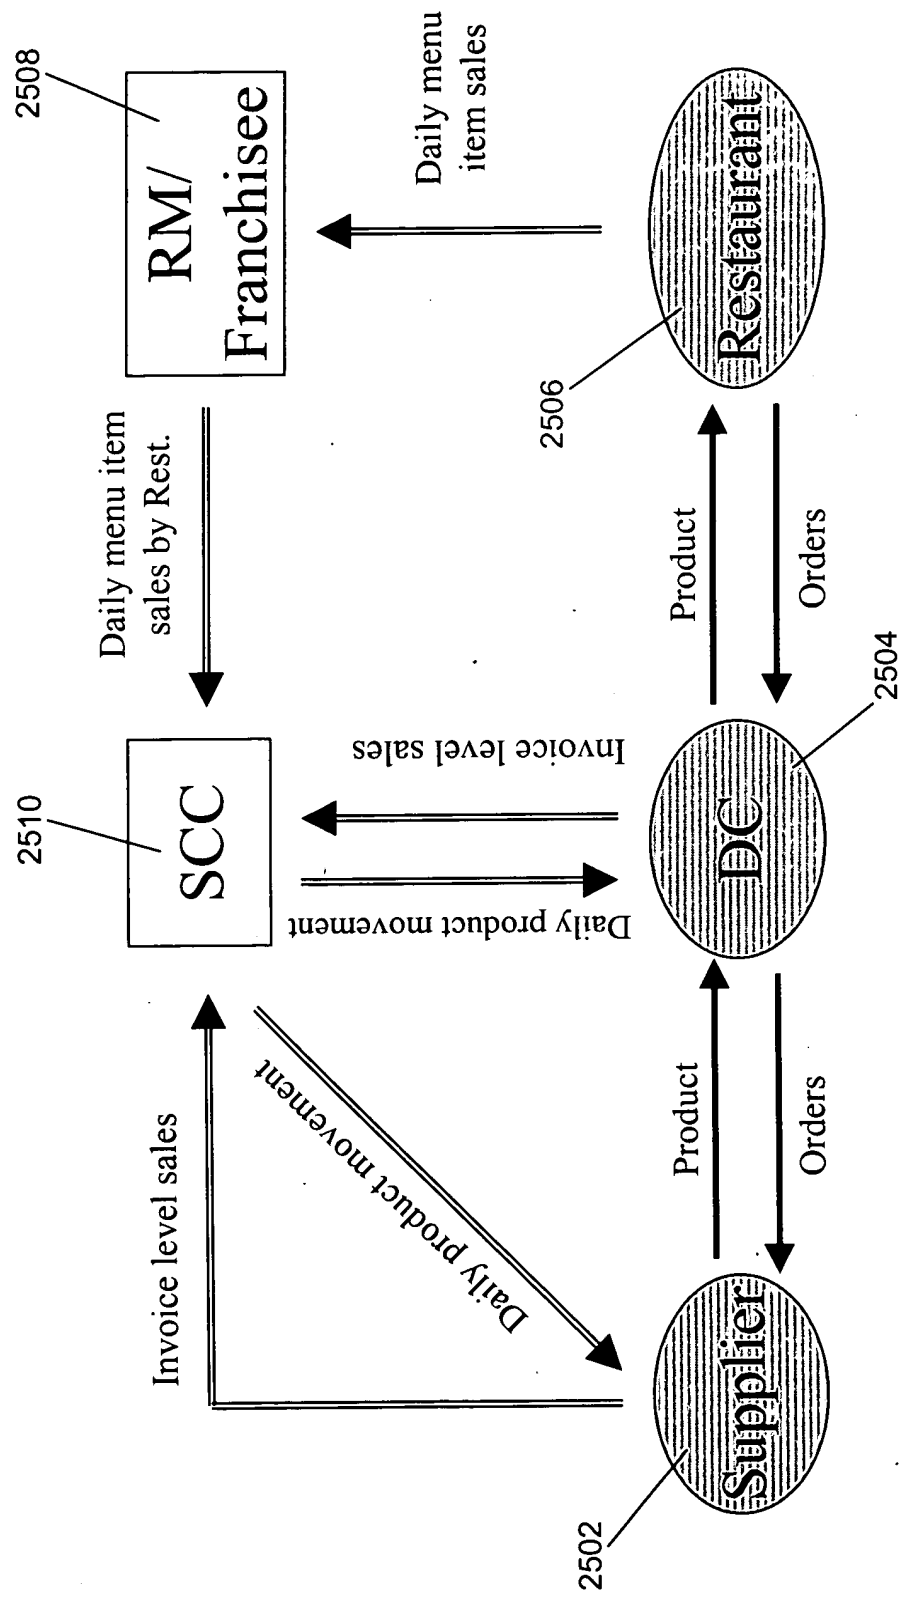 2510
2508
SCC
RM/
Franchisee
Invoice level sales
Daily menu item
sales by Rest.
Daily product movement
Daily product movement
Invoice level sales
Daily menu
item sales
2502
2506
Supplier
DC
Restaurant
Product
Product
Orders
Orders
2504